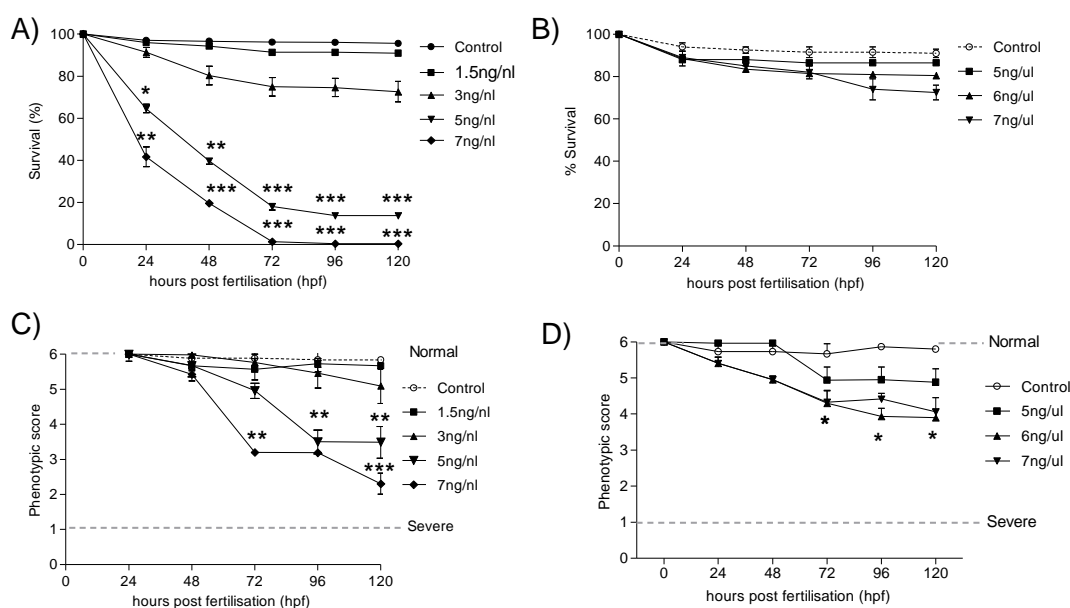 A)
Survival (%)
100
80
60
40
20
0
0 24 48 72 96 120
hours post fertilisation (hpf)
* ** ** *** *** *** *** *** *** ***
Control
1.5ng/nl
3ng/nl
5ng/nl
7ng/nl
B)
% Survival
100
80
60
40
20
0
0 24 48 72 96 120
hours post fertilisation (hpf)
Control
5ng/ul
6ng/ul
7ng/ul
C)
Phenotypic score
6
5
4
3
2
1
0
0 24 48 72 96 120
hours post fertilisation (hpf)
** ** ** ***
Normal
Control
1.5ng/nl
3ng/nl
5ng/nl
7ng/nl
Severe
D)
Phenotypic score
6
5
4
3
2
1
0
0 24 48 72 96 120
hours post fertilisation (hpf)
* * *
Normal
Control
5ng/ul
6ng/ul
7ng/ul
Severe